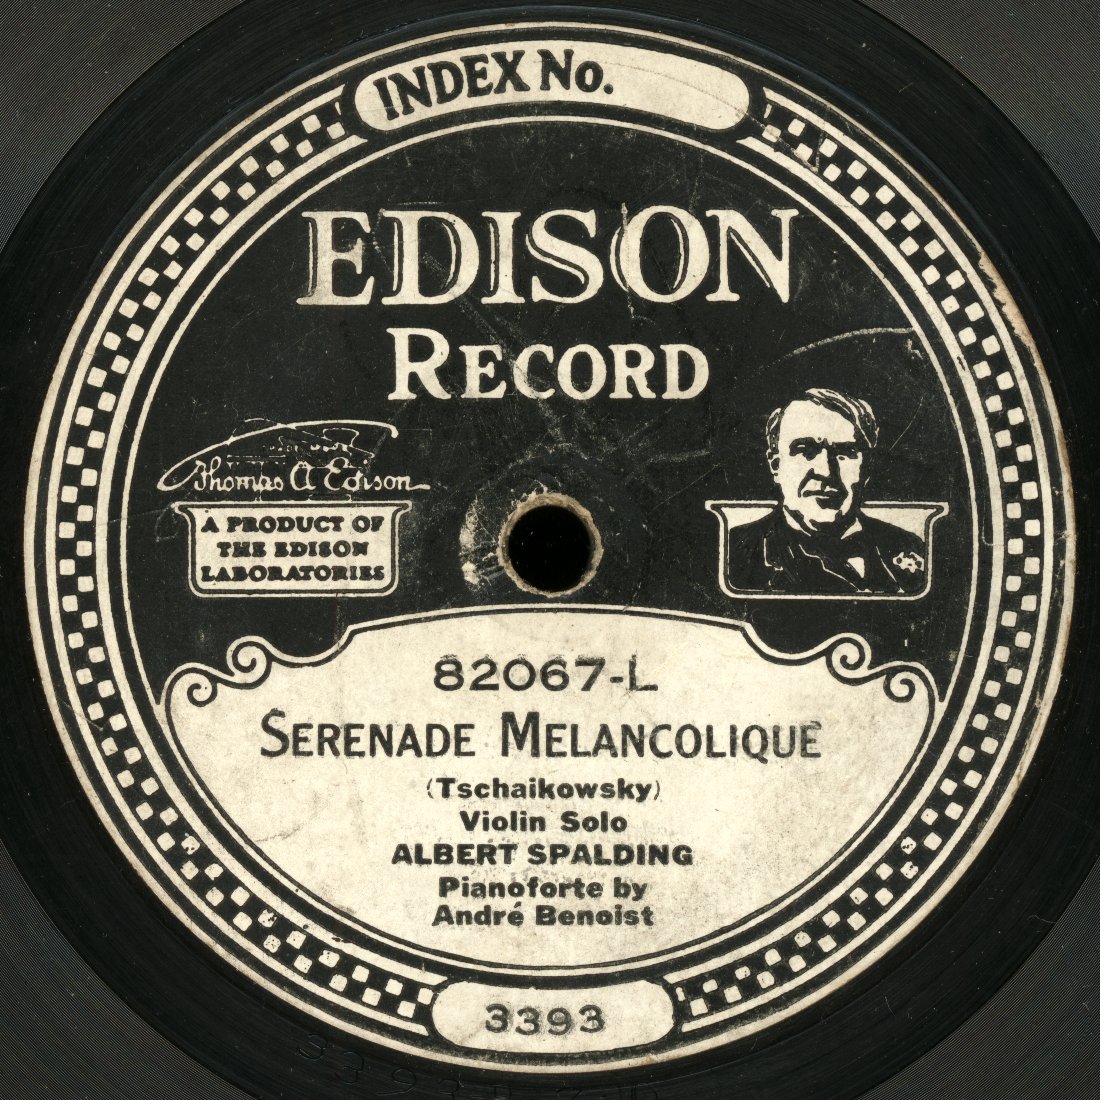 INDEX No.
EDISON
RECORD
Thomas A Edison
A PRODUCT OF
THE EDISON
LABORATORIES
82067-L
SERENADE MELANCOLIQUE
(Tschaikowsky)
Violin Solo
ALBERT SPALDING
Pianoforte by
André Benoist
3393